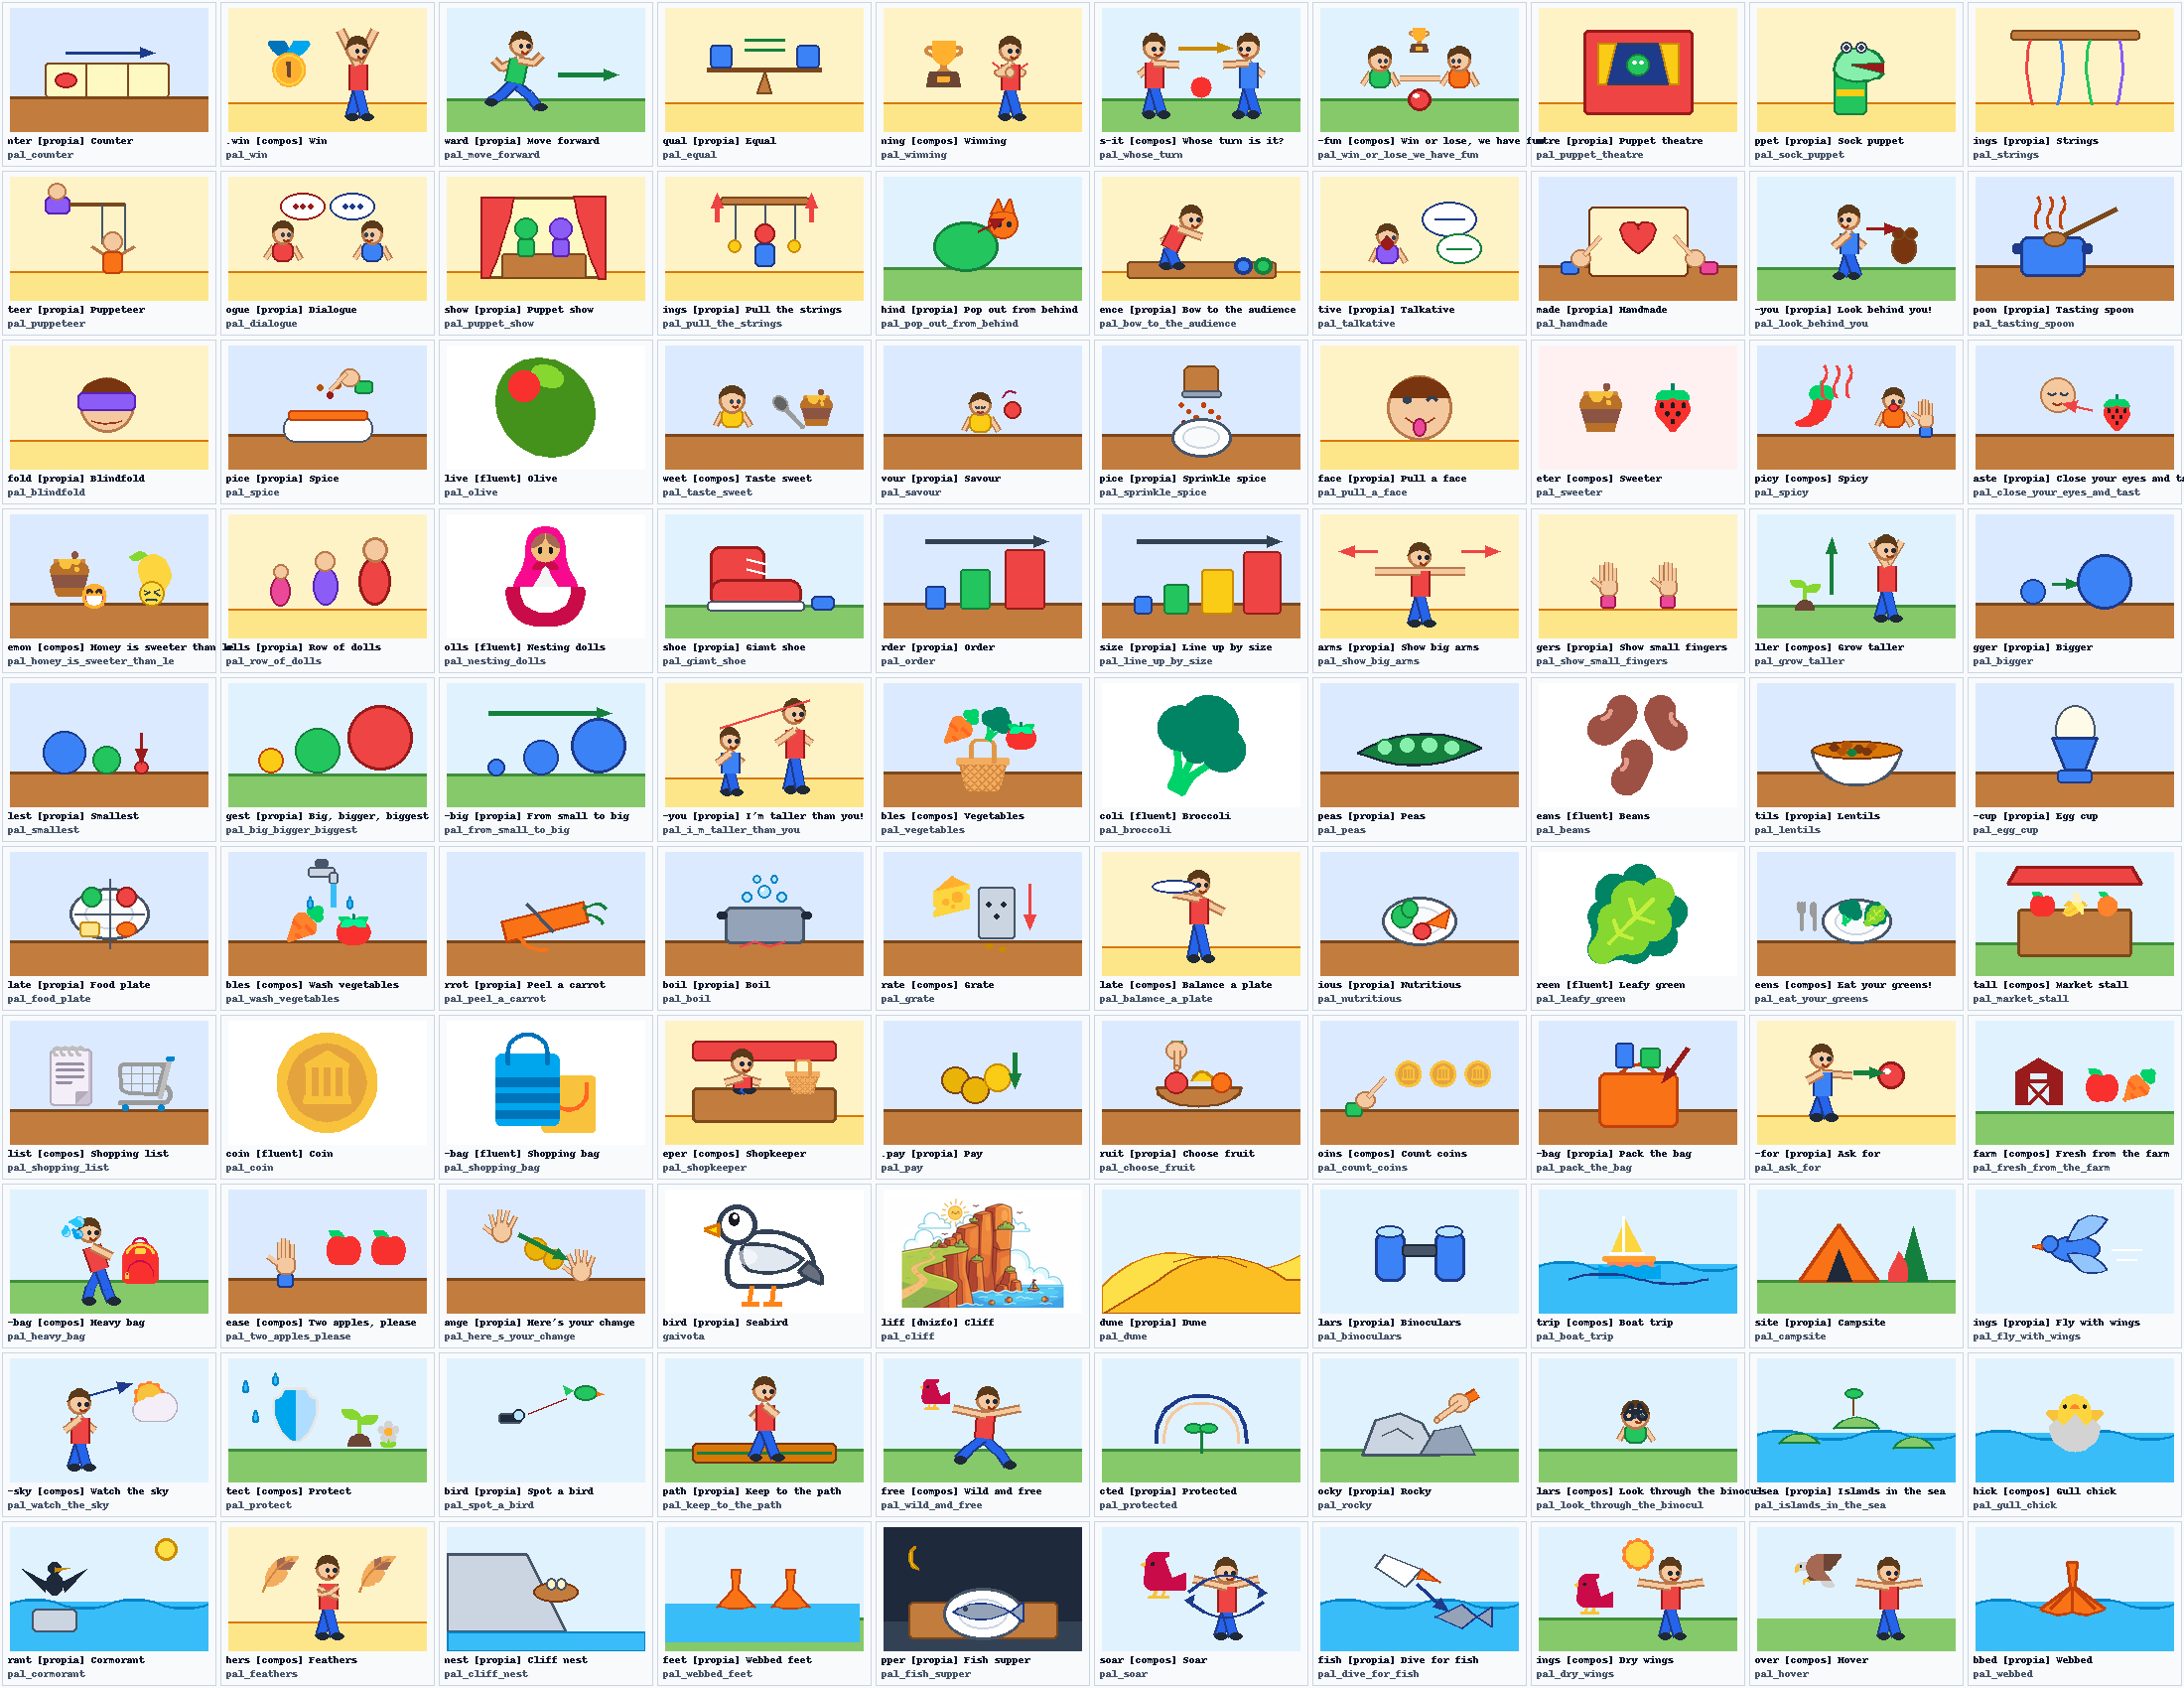 nter [propia] Counter
pal_counter
.win [compos] Win
pal_win
ward [propia] Move forward
pal_move_forward
qual [propia] Equal
pal_equal
ning [compos] Winning
pal_winning
s-it [compos] Whose turn is it?
pal_whose_turn
-fun [compos] Win or lose, we have fun
pal_win_or_lose_we_have_fun
tre [propia] Puppet theatre
pal_puppet_theatre
ppet [propia] Sock puppet
pal_sock_puppet
ings [propia] Strings
pal_strings
teer [propia] Puppeteer
pal_puppeteer
ogue [propia] Dialogue
pal_dialogue
show [propia] Puppet show
pal_puppet_show
ings [propia] Pull the strings
pal_pull_the_strings
hind [propia] Pop out from behind
pal_pop_out_from_behind
ence [propia] Bow to the audience
pal_bow_to_the_audience
tive [propia] Talkative
pal_talkative
made [propia] Handmade
pal_handmade
-you [propia] Look behind you!
pal_look_behind_you
poon [propia] Tasting spoon
pal_tasting_spoon
fold [propia] Blindfold
pal_blindfold
pice [propia] Spice
pal_spice
live [fluent] Olive
pal_olive
weet [compos] Taste sweet
pal_taste_sweet
vour [propia] Savour
pal_savour
pice [propia] Sprinkle spice
pal_sprinkle_spice
face [propia] Pull a face
pal_pull_a_face
eter [compos] Sweeter
pal_sweeter
picy [compos] Spicy
pal_spicy
aste [propia] Close your eyes and ta
pal_close_your_eyes_and_tast
emon [compos] Honey is sweeter than le
pal_honey_is_sweeter_than_le
lls [propia] Row of dolls
pal_row_of_dolls
olls [fluent] Nesting dolls
pal_nesting_dolls
shoe [propia] Giant shoe
pal_giant_shoe
rder [propia] Order
pal_order
size [propia] Line up by size
pal_line_up_by_size
arms [propia] Show big arms
pal_show_big_arms
gers [propia] Show small fingers
pal_show_small_fingers
ller [compos] Grow taller
pal_grow_taller
gger [propia] Bigger
pal_bigger
lest [propia] Smallest
pal_smallest
gest [propia] Big, bigger, biggest
pal_big_bigger_biggest
-big [propia] From small to big
pal_from_small_to_big
-you [propia] I'm taller than you!
pal_i_m_taller_than_you
bles [compos] Vegetables
pal_vegetables
coli [fluent] Broccoli
pal_broccoli
peas [propia] Peas
pal_peas
eans [fluent] Beans
pal_beans
tils [propia] Lentils
pal_lentils
-cup [propia] Egg cup
pal_egg_cup
late [propia] Food plate
pal_food_plate
bles [compos] Wash vegetables
pal_wash_vegetables
rrot [propia] Peel a carrot
pal_peel_a_carrot
boil [propia] Boil
pal_boil
rate [compos] Grate
pal_grate
late [compos] Balance a plate
pal_balance_a_plate
ious [propia] Nutritious
pal_nutritious
reen [fluent] Leafy green
pal_leafy_green
eens [compos] Eat your greens!
pal_eat_your_greens
tall [compos] Market stall
pal_market_stall
list [compos] Shopping list
pal_shopping_list
coin [fluent] Coin
pal_coin
-bag [fluent] Shopping bag
pal_shopping_bag
eper [compos] Shopkeeper
pal_shopkeeper
.pay [propia] Pay
pal_pay
ruit [propia] Choose fruit
pal_choose_fruit
oins [compos] Count coins
pal_count_coins
-bag [propia] Pack the bag
pal_pack_the_bag
-for [propia] Ask for
pal_ask_for
farm [compos] Fresh from the farm
pal_fresh_from_the_farm
-bag [compos] Heavy bag
pal_heavy_bag
ease [compos] Two apples, please
pal_two_apples_please
ange [propia] Here's your change
pal_here_s_your_change
bird [propia] Seabird
gaivota
liff [dnizfo] Cliff
pal_cliff
dune [propia] Dune
pal_dune
lars [propia] Binoculars
pal_binoculars
trip [compos] Boat trip
pal_boat_trip
site [propia] Campsite
pal_campsite
ings [propia] Fly with wings
pal_fly_with_wings
-sky [compos] Watch the sky
pal_watch_the_sky
tect [compos] Protect
pal_protect
bird [propia] Spot a bird
pal_spot_a_bird
path [propia] Keep to the path
pal_keep_to_the_path
free [compos] Wild and free
pal_wild_and_free
cted [propia] Protected
pal_protected
ocky [propia] Rocky
pal_rocky
lars [compos] Look through the binocul
pal_look_through_the_binocul
sea [propia] Islands in the sea
pal_islands_in_the_sea
hick [compos] Gull chick
pal_gull_chick
rant [propia] Cormorant
pal_cormorant
hers [compos] Feathers
pal_feathers
nest [propia] Cliff nest
pal_cliff_nest
feet [propia] Webbed feet
pal_webbed_feet
pper [propia] Fish supper
pal_fish_supper
soar [compos] Soar
pal_soar
fish [propia] Dive for fish
pal_dive_for_fish
ings [compos] Dry wings
pal_dry_wings
over [compos] Hover
pal_hover
bbed [propia] Webbed
pal_webbed